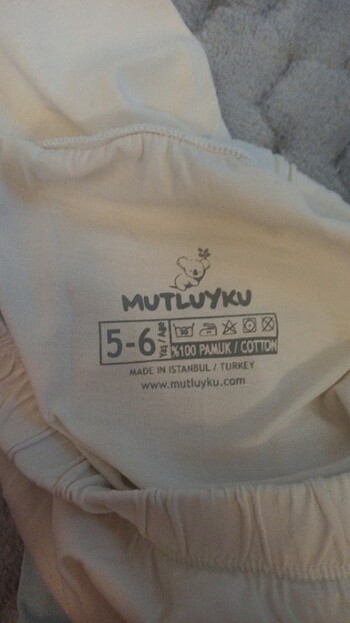 MUTLUYKU
5-6 Yaş / Age
%100 PAMUK / COTTON
MADE IN ISTANBUL / TURKEY
www.mutluyku.com